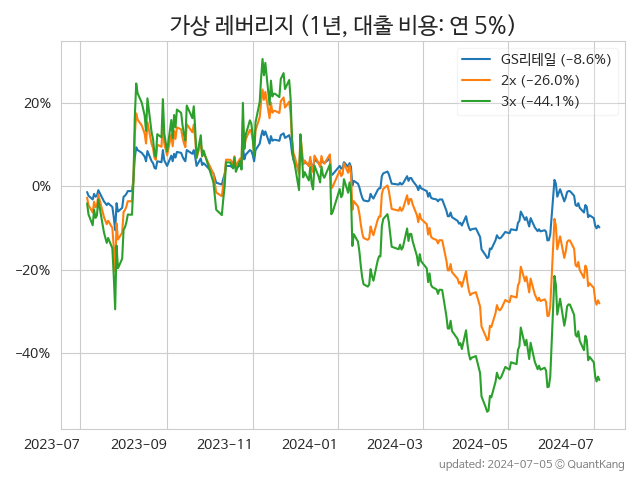 가상 레버리지 (1년, 대출 비용: 연 5%)
GS리테일 (−8.6%)
2x (−26.0%)
3x (−44.1%)
20%
0%
−20%
−40%
2023-07 2023-09 2023-11 2024-01 2024-03 2024-05 2024-07
updated: 2024-07-05 © QuantKang